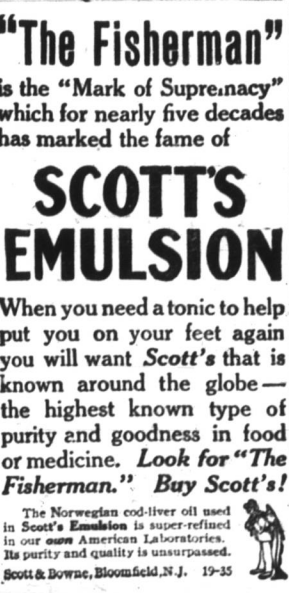 "The Fisherman"
is the "Mark of Supremacy"
which for nearly five decades
has marked the fame of
SCOTT'S
EMULSION
When you need a tonic to help
put you on your feet again
you will want Scott's that is
known around the globe—
the highest known type of
purity and goodness in food
or medicine. Look for "The
Fisherman." Buy Scott's!
The Norwegian cod-liver oil used
in Scott's Emulsion is super-refined
in our own American Laboratories.
Its purity and quality is unsurpassed.
Scott & Bowne, Bloomfield, N.J. 19-35